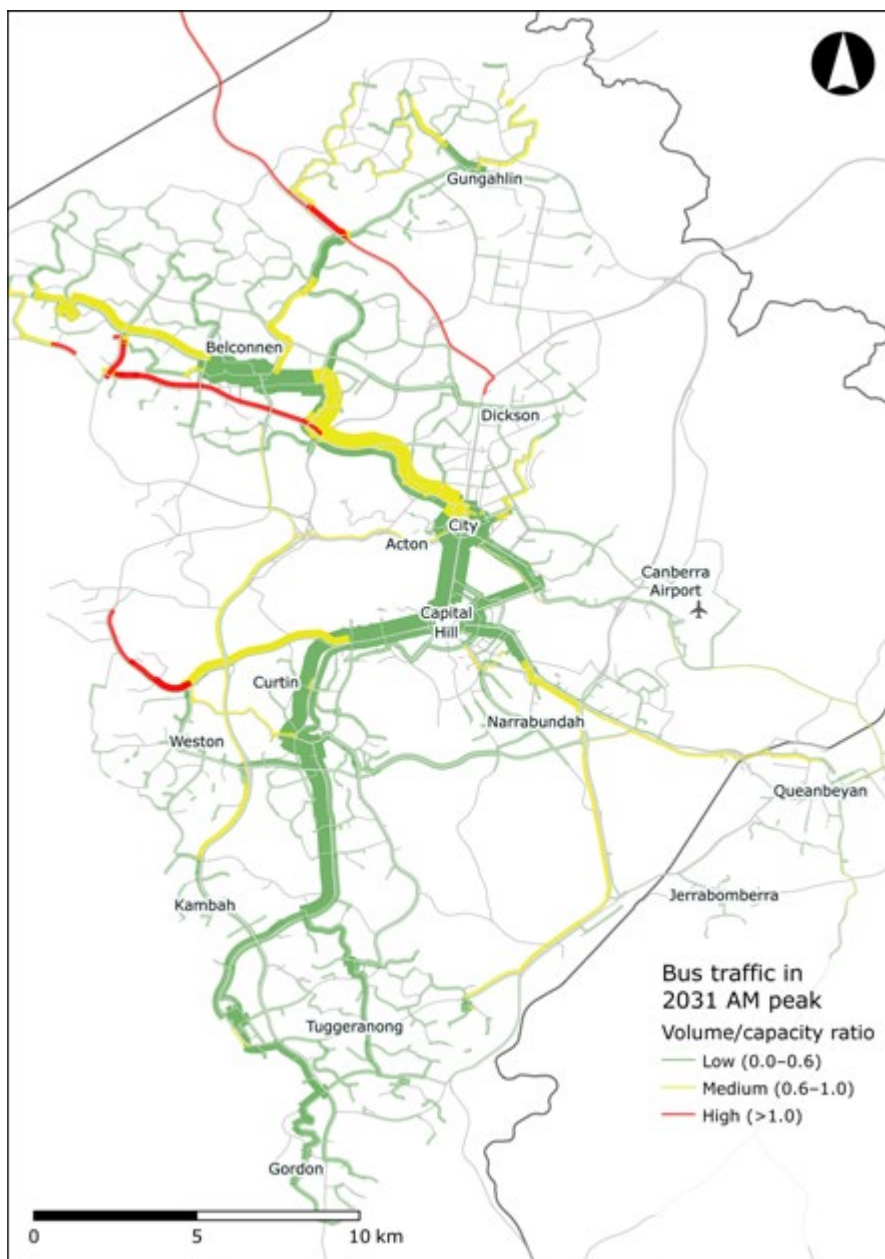 Gungahlin
Belconnen
Dickson
City
Acton
Canberra
Airport
Capital
Hill
Curtin
Narrabundah
Weston
Queanbeyan
Kambah
Jerrabomberra
Bus traffic in
2031 AM peak
Volume/capacity ratio
Low (0.0–0.6)
Medium (0.6–1.0)
High (>1.0)
Tuggeranong
Gordon
0 5 10 km